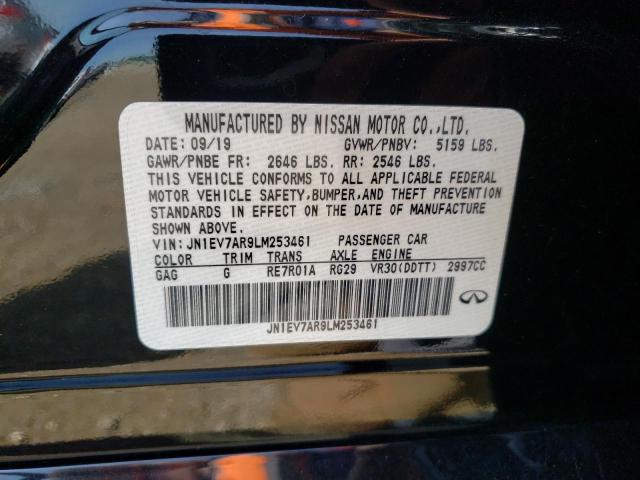 MANUFACTURED BY NISSAN MOTOR CO.,LTD.
DATE: 09/19 GVWR/PNBV: 5159 LBS.
GAWR/PNBE FR: 2646 LBS. RR: 2546 LBS.
THIS VEHICLE CONFORMS TO ALL APPLICABLE FEDERAL
MOTOR VEHICLE SAFETY,BUMPER,AND THEFT PREVENTION
STANDARDS IN EFFECT ON THE DATE OF MANUFACTURE
SHOWN ABOVE.
VIN: JN1EV7AR9LM253461 PASSENGER CAR
COLOR TRIM TRANS AXLE ENGINE
GAG G RE7R01A RG29 VR30(DDTT) 2997CC
JN1EV7AR9LM253461